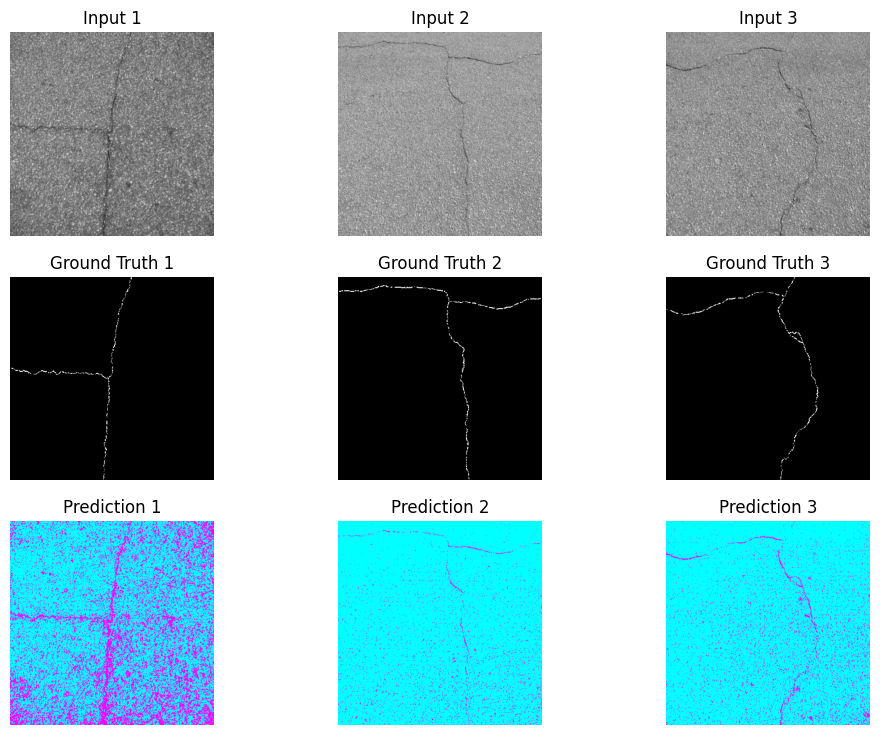 Input 1
Input 2
Input 3
Ground Truth 1
Ground Truth 2
Ground Truth 3
Prediction 1
Prediction 2
Prediction 3